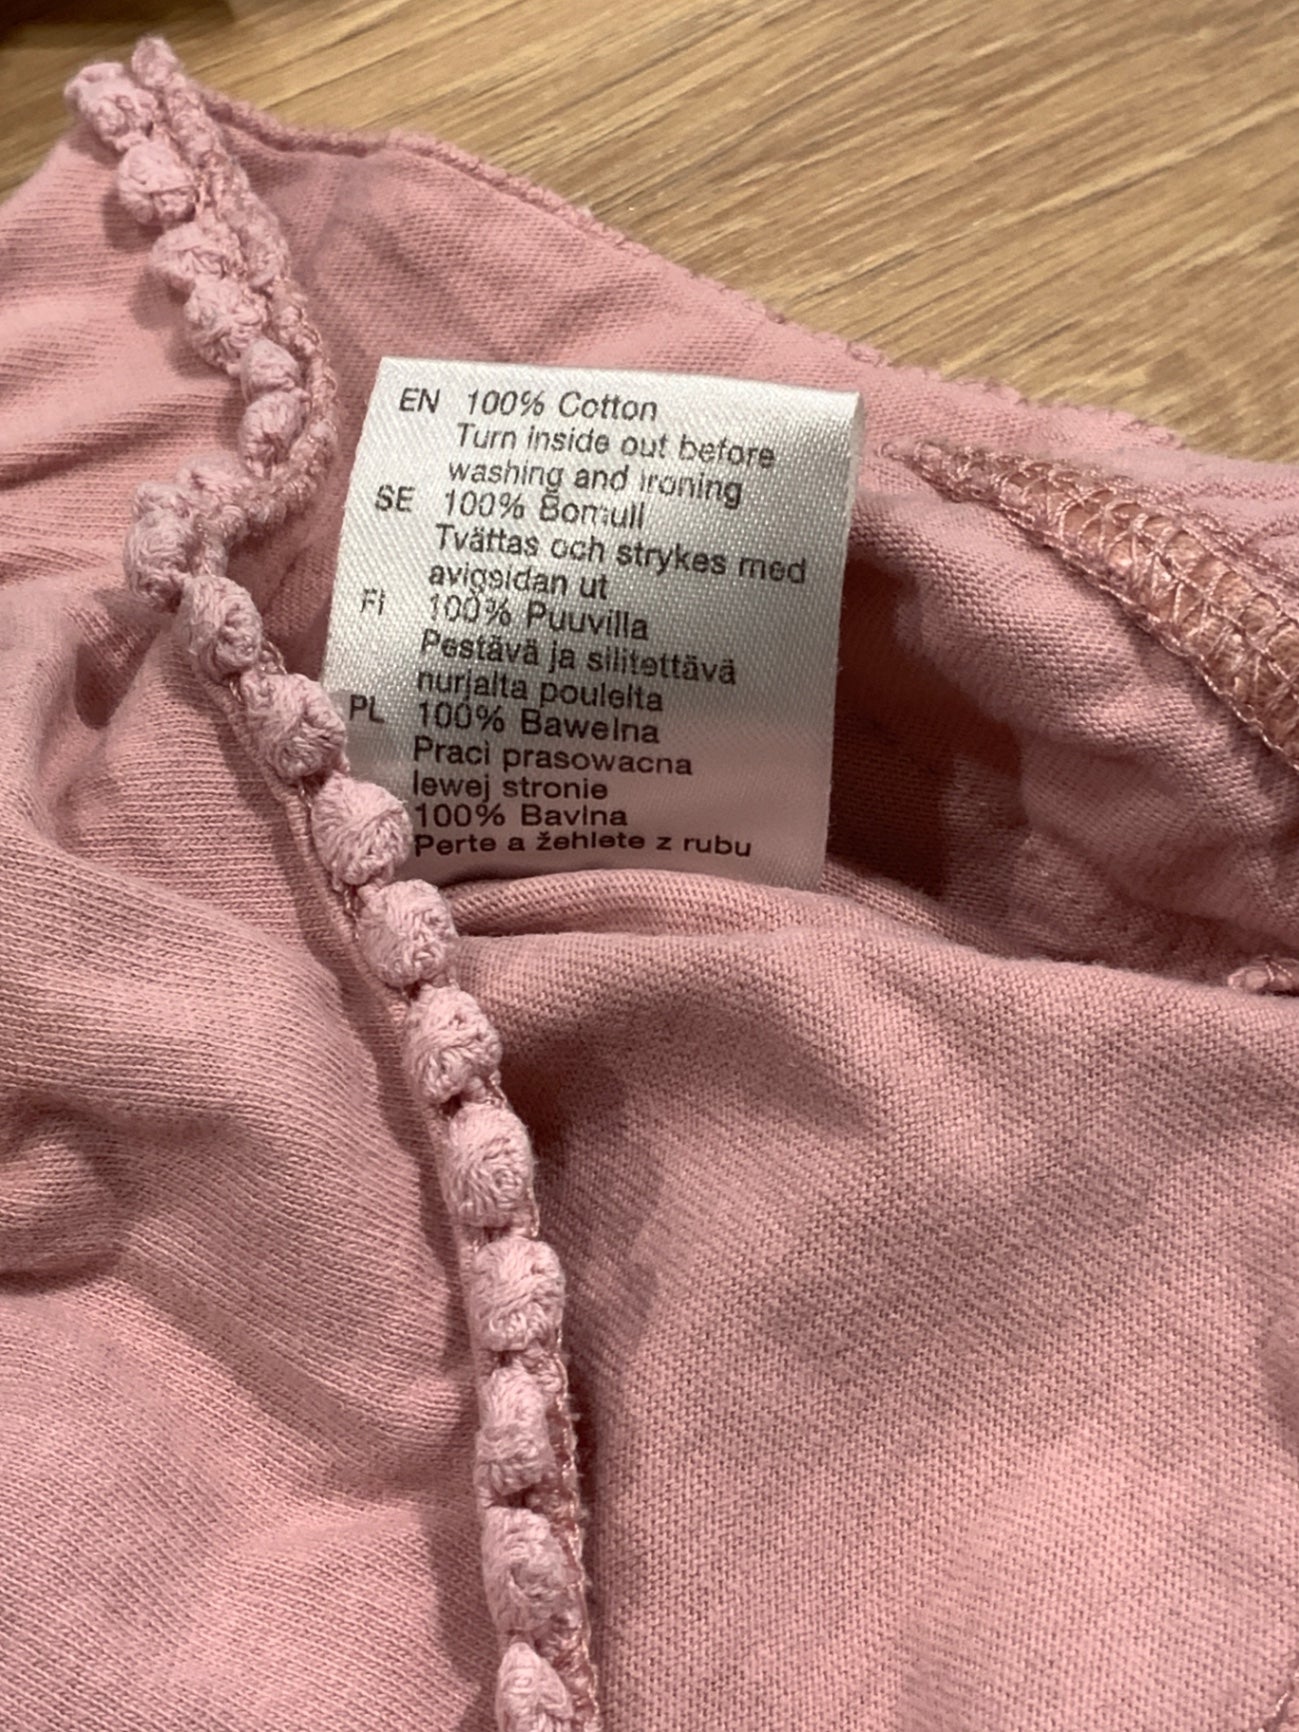 EN 100% Cotton
Turn inside out before
washing and ironing
SE 100% Bomull
Tvättas och strykes med
avigsidan ut
FI 100% Puuvilla
Pestävä ja silitettävä
nurjalta poulelta
PL 100% Bawelna
Praci prasowacna
lewej stronie
100% Bavlna
Perte a žehlete z rubu